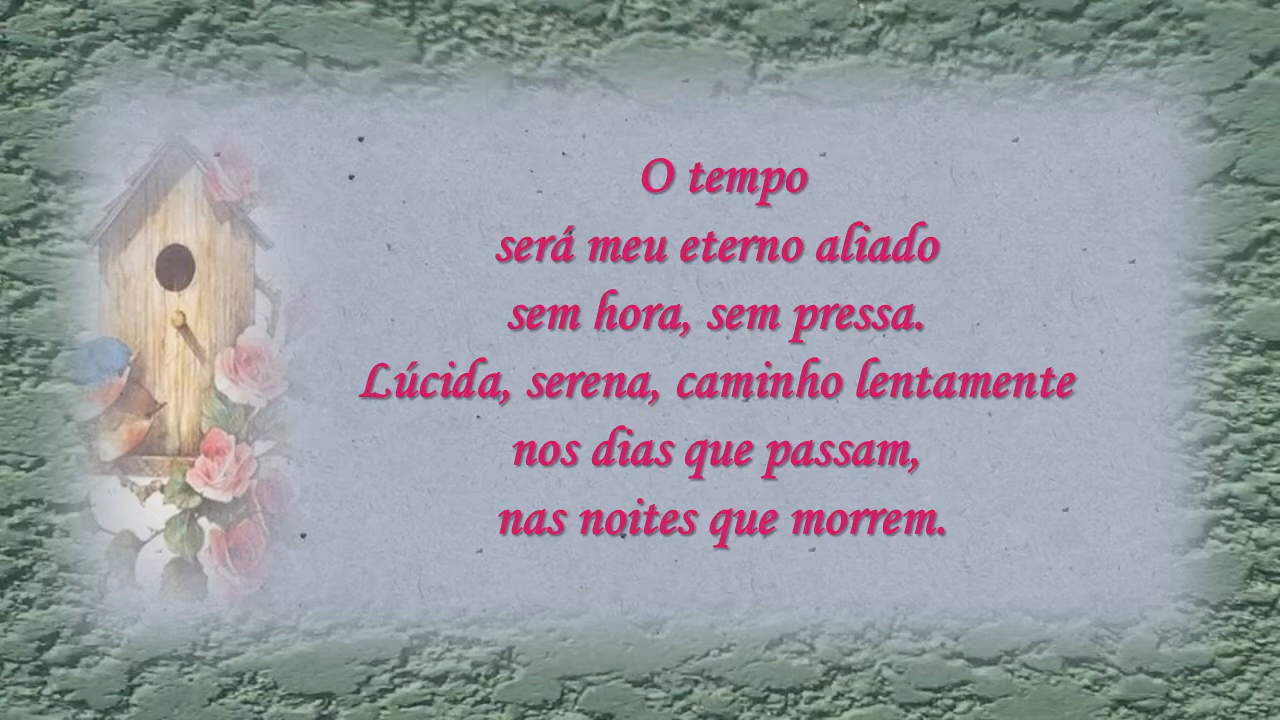 O tempo
será meu eterno aliado
sem hora, sem pressa.
Lúcida, serena, caminho lentamente
nos dias que passam,
nas noites que morrem.